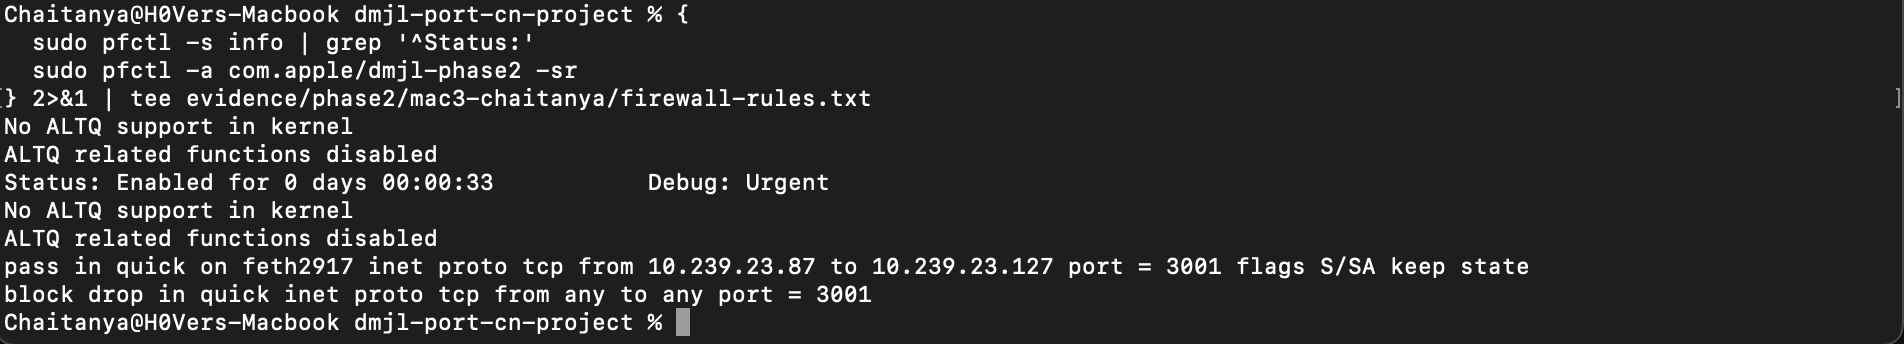 Chaitanya@H0Vers-Macbook dmjl-port-cn-project % {
  sudo pfctl -s info | grep '^Status:'
  sudo pfctl -a com.apple/dmjl-phase2 -sr
[} 2>&1 | tee evidence/phase2/mac3-chaitanya/firewall-rules.txt ]
No ALTQ support in kernel
ALTQ related functions disabled
Status: Enabled for 0 days 00:00:33           Debug: Urgent
No ALTQ support in kernel
ALTQ related functions disabled
pass in quick on feth2917 inet proto tcp from 10.239.23.87 to 10.239.23.127 port = 3001 flags S/SA keep state
block drop in quick inet proto tcp from any to any port = 3001
Chaitanya@H0Vers-Macbook dmjl-port-cn-project %